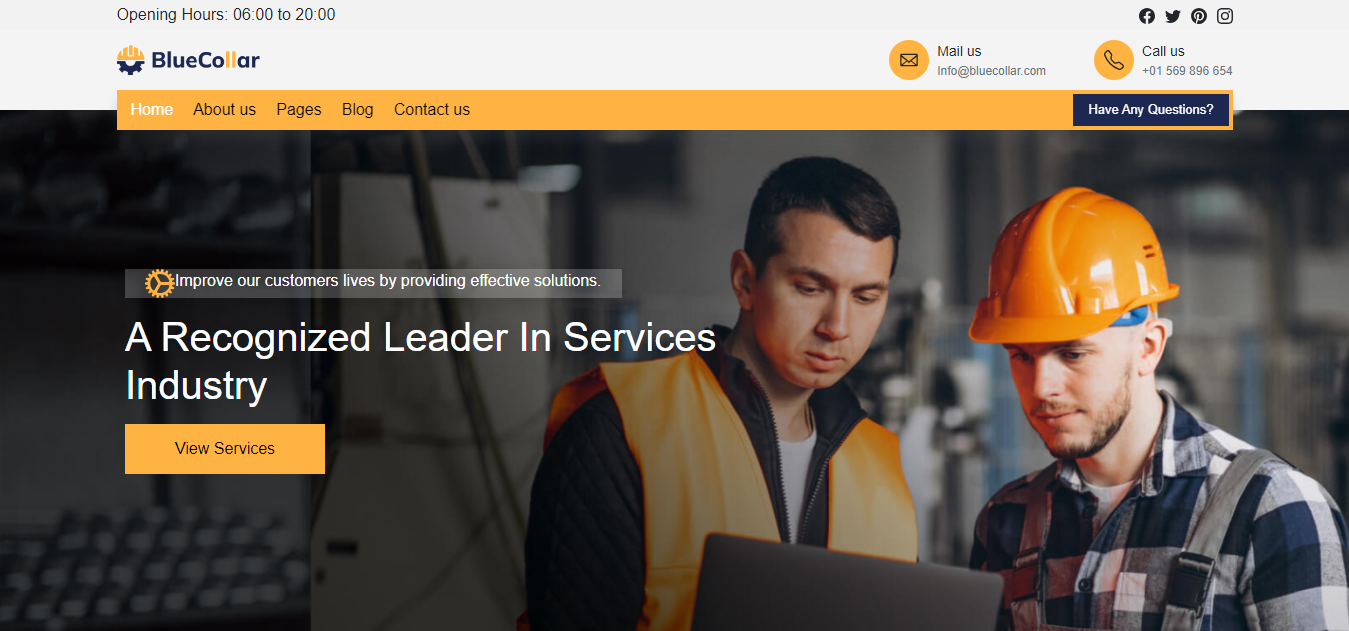 Opening Hours: 06:00 to 20:00
BlueCollar
Mail us
Info@bluecollar.com
Call us
+01 569 896 654
Home About us Pages Blog Contact us
Have Any Questions?
Improve our customers lives by providing effective solutions.
A Recognized Leader In Services
Industry
View Services